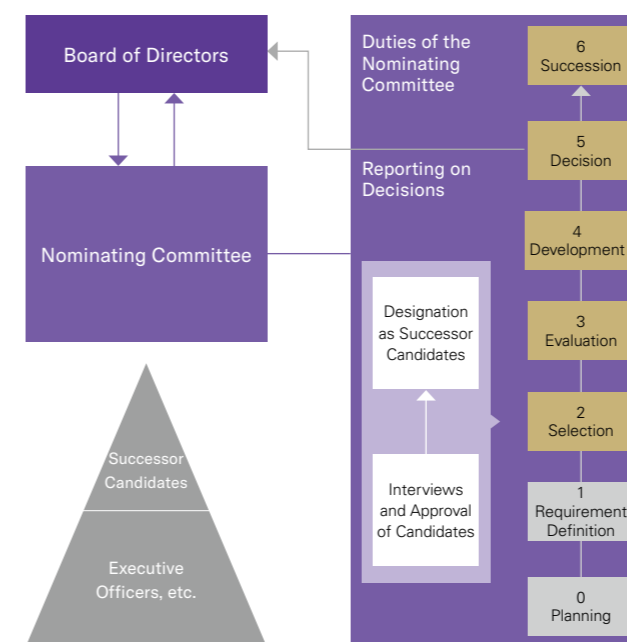 Board of Directors
Nominating Committee
Successor
Candidates
Executive
Officers, etc.
Duties of the
Nominating
Committee
Reporting on
Decisions
Designation
as Successor
Candidates
Interviews
and Approval
of Candidates
6
Succession
5
Decision
4
Development
3
Evaluation
2
Selection
1
Requirement
Definition
0
Planning